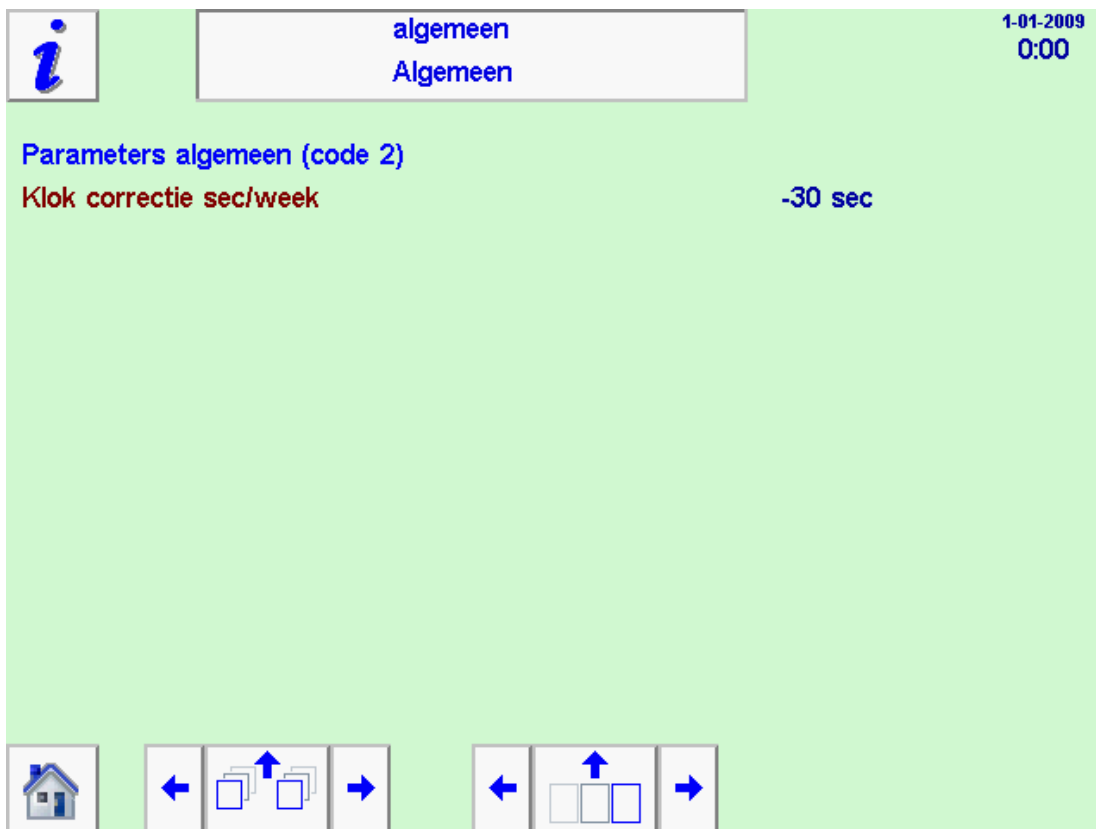 i
algemeen
Algemeen
1-01-2009
0:00
Parameters algemeen (code 2)
Klok correctie sec/week -30 sec